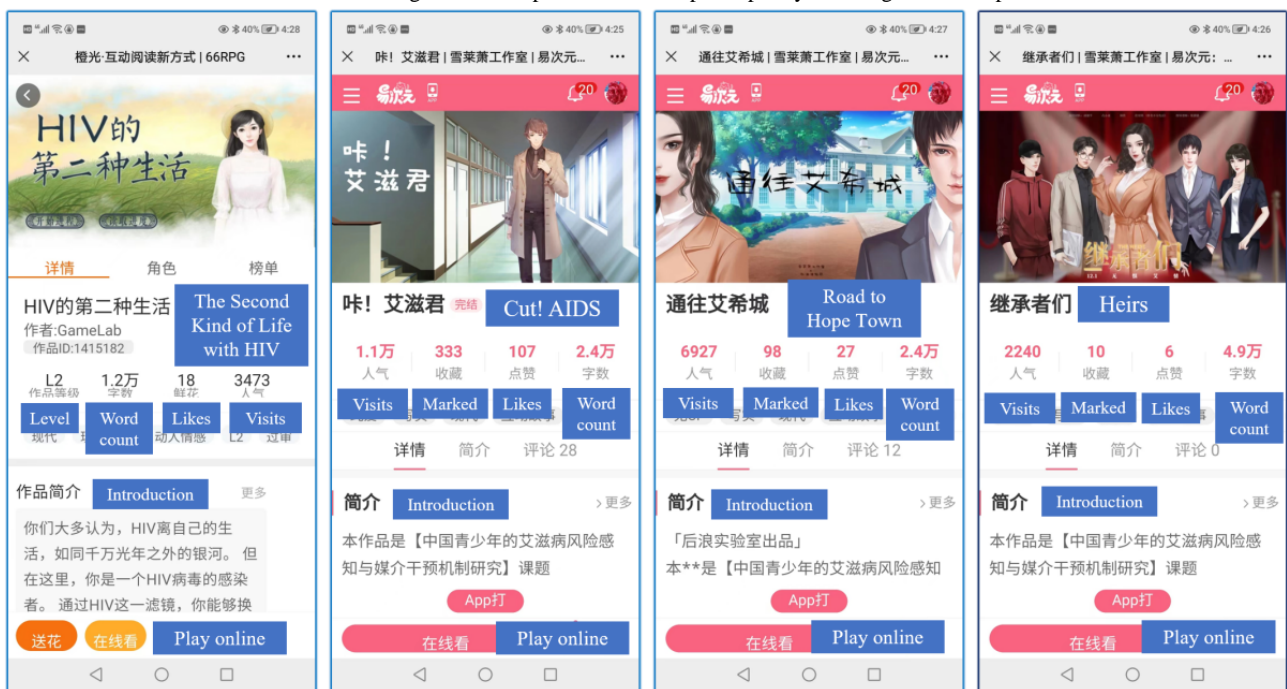 40% 4:28
橙光·互动阅读新方式 | 66RPG
HIV的
第二种生活
详情 角色 榜单
HIV的第二种生活
The Second
Kind of Life
with HIV
作者:GameLab
作品ID:1415182
L2 1.2万 18 3473
作品等级 字数 鲜花 人气
Level Word count Likes Visits
现代 动人情感 L2 过审
作品简介 Introduction 更多
你们大多认为，HIV离自己的生
活，如同千万光年之外的银河。 但
在这里，你是一个HIV病毒的感染
者。 通过HIV这一滤镜，你能够换
送花 在线看 Play online
40% 4:25
咔！艾滋君 | 雪莱萧工作室 | 易次元...
易次元 20
咔！
艾滋君
咔！艾滋君 完结 Cut! AIDS
1.1万 333 107 2.4万
人气 收藏 点赞 字数
Visits Marked Likes Word count
详情 简介 评论 28
简介 Introduction >更多
本作品是【中国青少年的艾滋病风险感
知与媒介干预机制研究】课题
App打
在线看 Play online
40% 4:27
通往艾希城 | 雪莱萧工作室 | 易次元...
易次元 20
通往艾希城
通往艾希城 Road to
Hope Town
6927 98 27 2.4万
人气 收藏 点赞 字数
Visits Marked Likes Word count
详情 简介 评论 12
简介 Introduction >更多
「后浪实验室出品」
本**是【中国青少年的艾滋病风险感知
App打
在线看 Play online
40% 4:26
继承者们 | 雪莱萧工作室 | 易次元：...
易次元 20
继承者们
继承者们 Heirs
2240 10 6 4.9万
人气 收藏 点赞 字数
Visits Marked Likes Word count
详情 简介 评论 0
简介 Introduction >更多
本作品是【中国青少年的艾滋病风险感
知与媒介干预机制研究】课题
App打
在线看 Play online